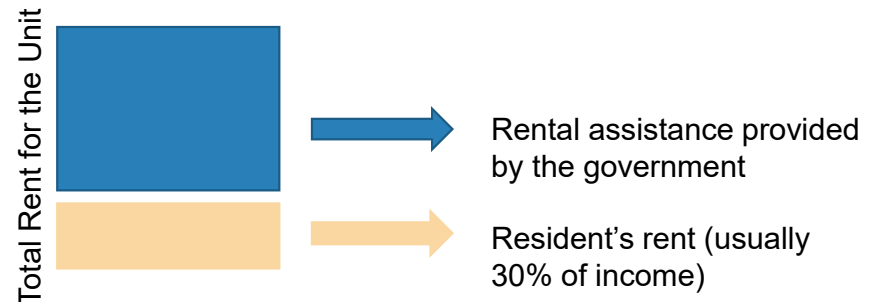 Total Rent for the Unit
Rental assistance provided
by the government
Resident’s rent (usually
30% of income)